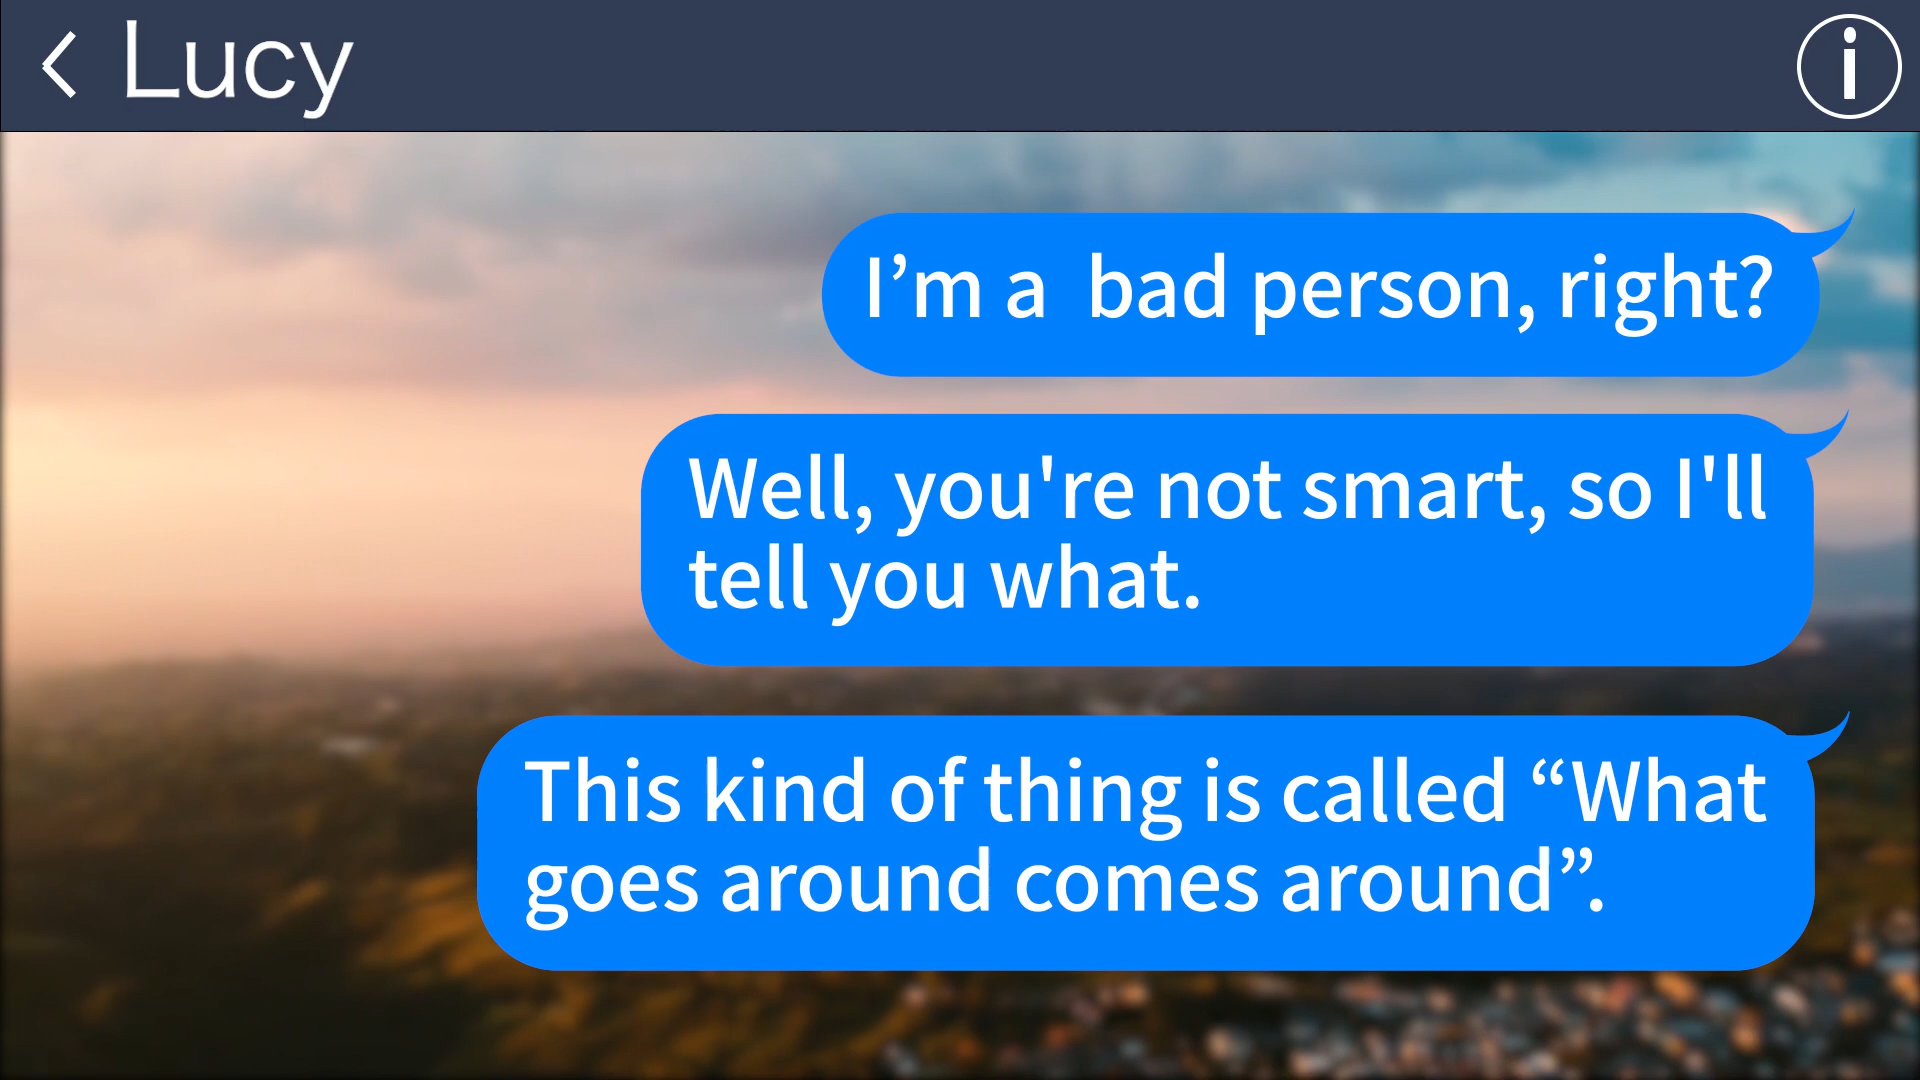 Lucy
I’m a  bad person, right?
Well, you're not smart, so I'll
tell you what.
This kind of thing is called “What
goes around comes around”.